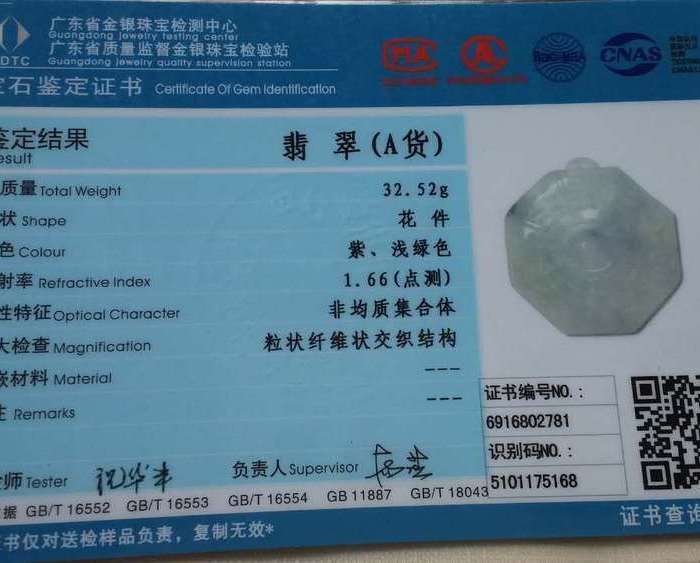 广东省金银珠宝检测中心
Guangdong jewelry testing center
广东省质量监督金银珠宝检验站
Guangdong jewelry quality supervision station
DTC
CNAS
石鉴定证书 Certificate Of Gem Identification
鉴定结果 翡翠(A货)
esult
质量 Total Weight 32.52g
状 Shape 花件
色 Colour 紫、浅绿色
射率 Refractive Index 1.66(点测)
性特征 Optical Character 非均质集合体
大检查 Magnification 粒状纤维状交织结构
嵌材料 Material ---
注 Remarks ---
证书编号NO.:
6916802781
识别码NO.:
5101175168
师 Tester 负责人 Supervisor
据 GB/T 16552 GB/T 16553 GB/T 16554 GB 11887 GB/T 18043
证书仅对送检样品负责，复制无效*
证书查询